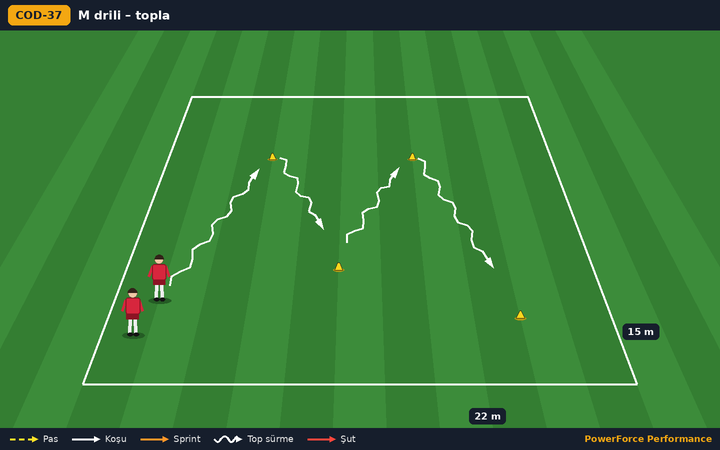 COD-37 M drili – topla
15 m
22 m
Pas Koşu Sprint Top sürme Şut PowerForce Performance